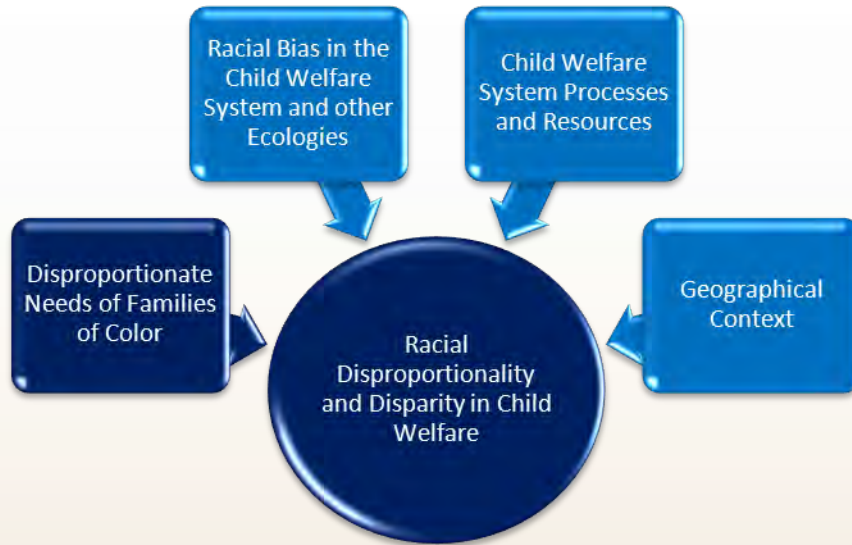 Racial Bias in the
Child Welfare
System and other
Ecologies
Child Welfare
System Processes
and Resources
Disproportionate
Needs of Families
of Color
Geographical
Context
Racial
Disproportionality
and Disparity in Child
Welfare